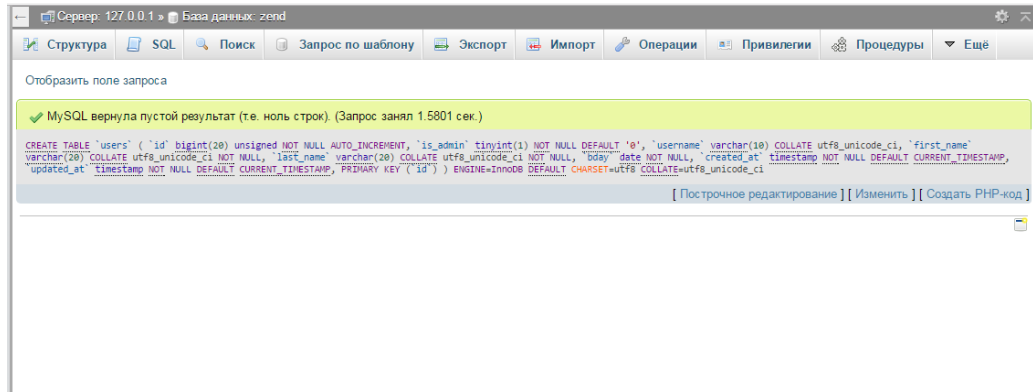 Сервер: 127.0.0.1 » База данных: zend
Структура SQL Поиск Запрос по шаблону Экспорт Импорт Операции Привилегии Процедуры Ещё
Отобразить поле запроса
MySQL вернула пустой результат (т.е. ноль строк). (Запрос занял 1.5801 сек.)
CREATE TABLE `users` ( `id` bigint(20) unsigned NOT NULL AUTO_INCREMENT, `is_admin` tinyint(1) NOT NULL DEFAULT '0', `username` varchar(10) COLLATE utf8_unicode_ci, `first_name`
varchar(20) COLLATE utf8_unicode_ci NOT NULL, `last_name` varchar(20) COLLATE utf8_unicode_ci NOT NULL, `bday` date NOT NULL, `created_at` timestamp NOT NULL DEFAULT CURRENT_TIMESTAMP,
`updated_at` timestamp NOT NULL DEFAULT CURRENT_TIMESTAMP, PRIMARY KEY (`id`) ) ENGINE=InnoDB DEFAULT CHARSET=utf8 COLLATE=utf8_unicode_ci
[ Построчное редактирование ] [ Изменить ] [ Создать PHP-код ]